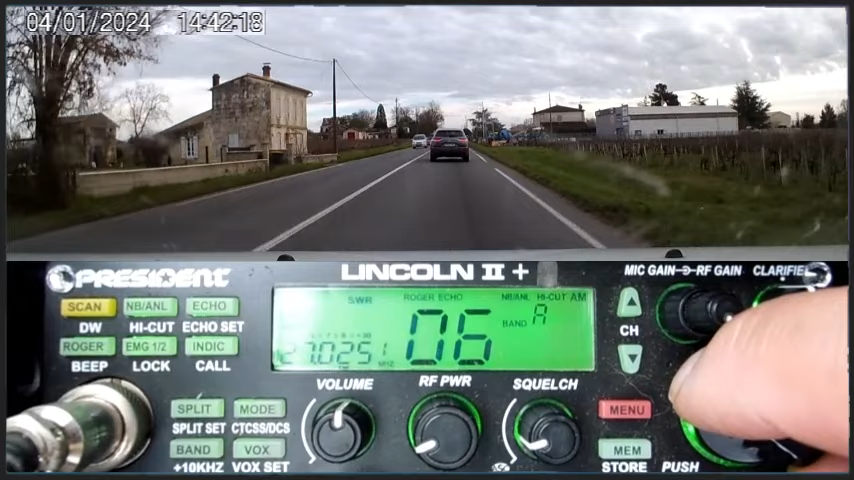 04/01/2024 14:42:18
PRESIDENT LINCOLN II + MIC GAIN RF GAIN CLARIFIE
SCAN NB/ANL ECHO
DW HI-CUT ECHO SET
ROGER EMG 1/2 INDIC
BEEP LOCK CALL
SWR ROGER ECHO NB/ANL HI-CUT AM
06 BAND A
27.0251
CH
VOLUME RF PWR SQUELCH
SPLIT MODE MENU
SPLIT SET CTCSS/DCS
BAND VOX MEM
+10KHZ VOX SET STORE PUSH